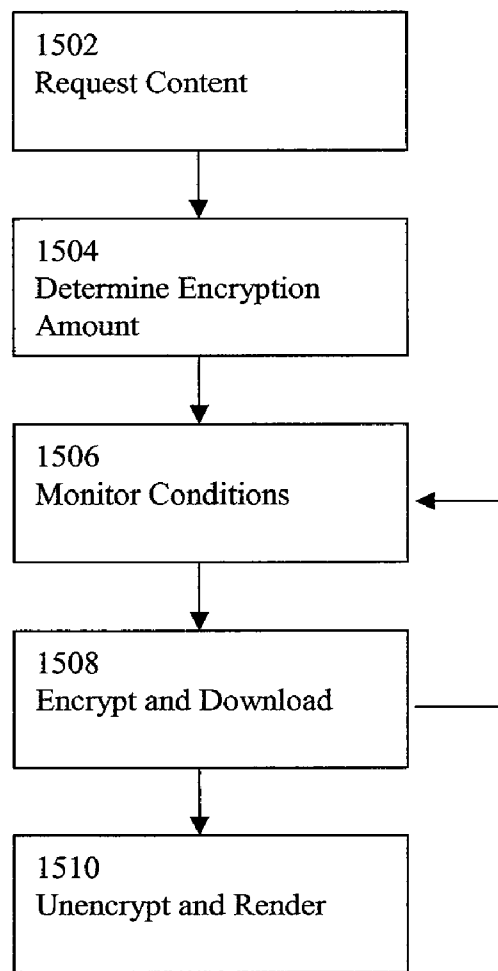 1502
Request Content
1504
Determine Encryption
Amount
1506
Monitor Conditions
1508
Encrypt and Download
1510
Unencrypt and Render